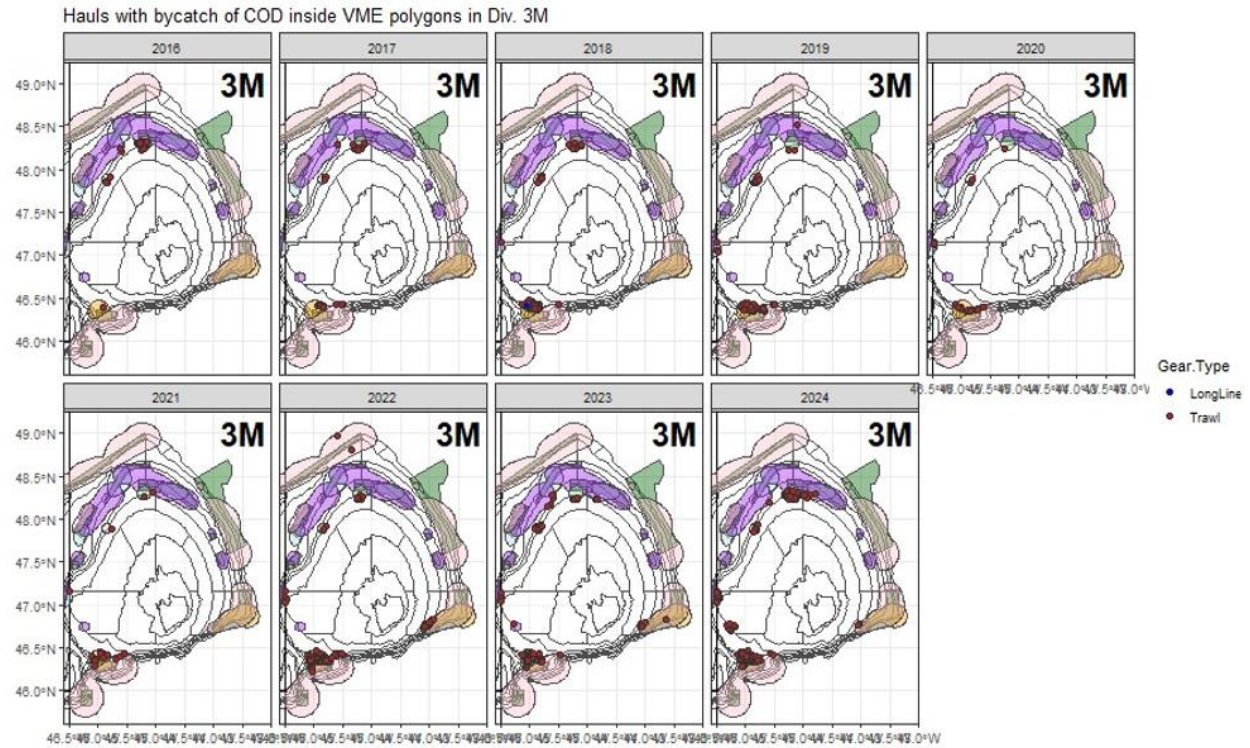 Hauls with bycatch of COD inside VME polygons in Div. 3M
2016 2017 2018 2019 2020
3M 3M 3M 3M 3M
49.0°N
48.5°N
48.0°N
47.5°N
47.0°N
46.5°N
46.0°N
Gear.Type
LongLine
Trawl
2021 2022 2023 2024
3M 3M 3M 3M
49.0°N
48.5°N
48.0°N
47.5°N
47.0°N
46.5°N
46.0°N